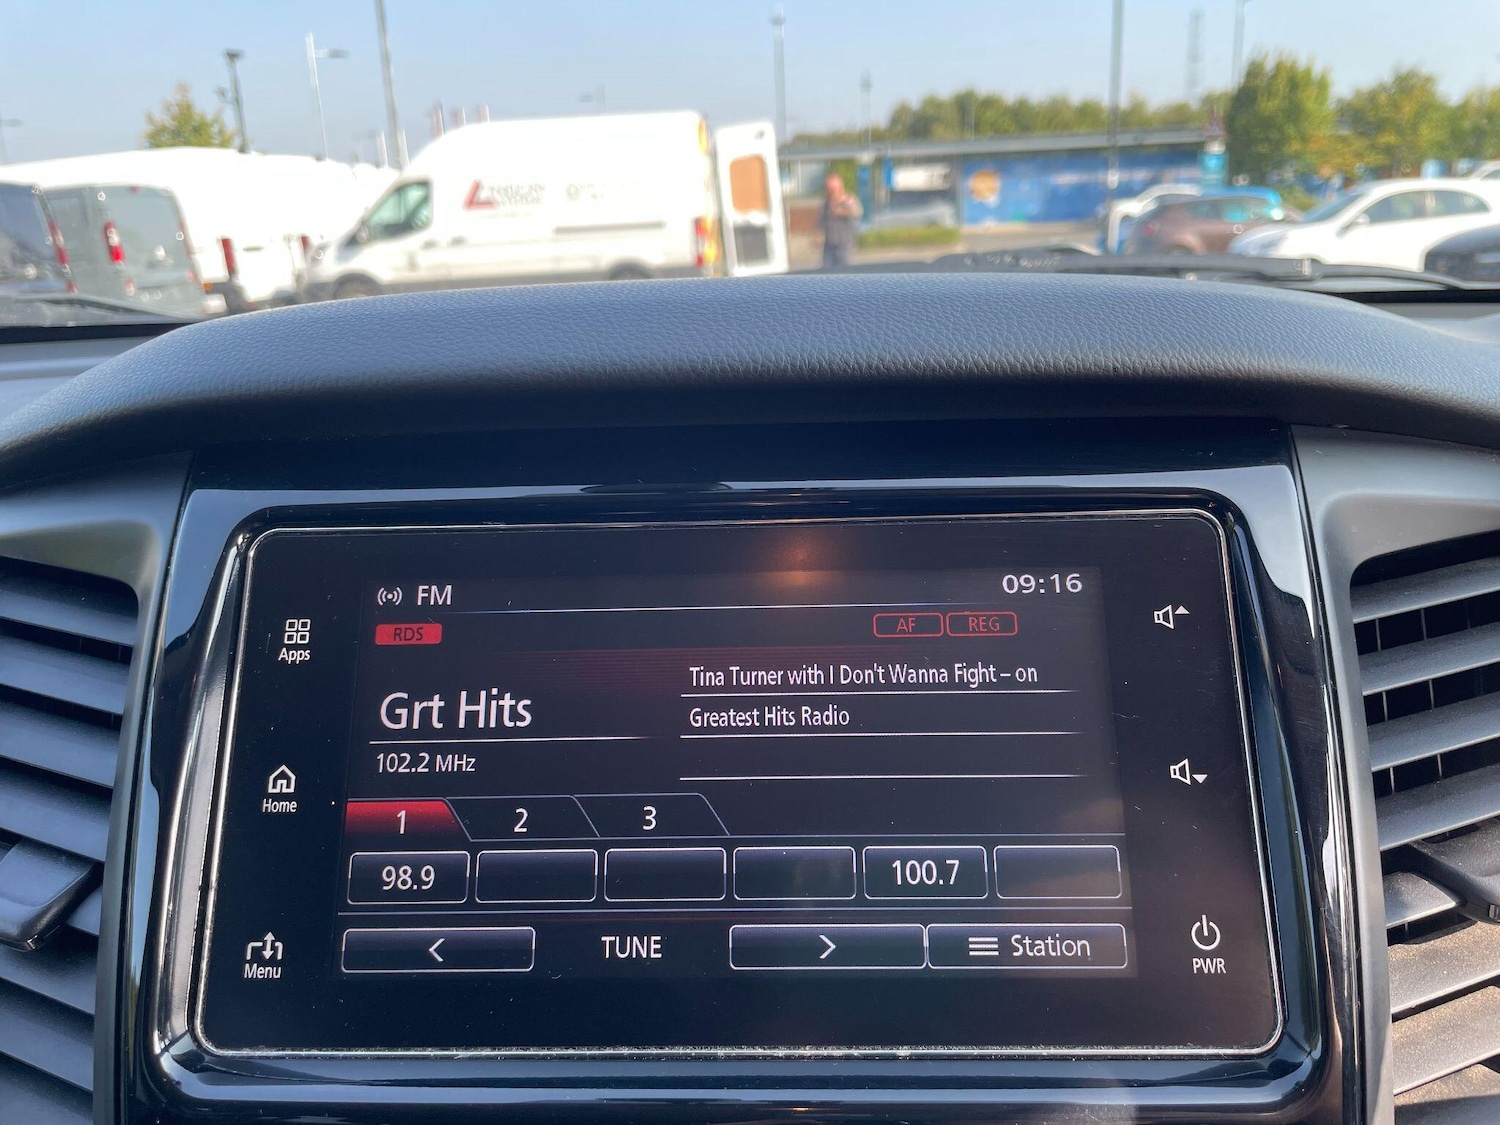 FM
09:16
RDS
AF
REG
Apps
Tina Turner with I Don't Wanna Fight – on
Grt Hits
Greatest Hits Radio
102.2 MHz
Home
1
2
3
98.9
100.7
Menu
<
TUNE
>
Station
PWR